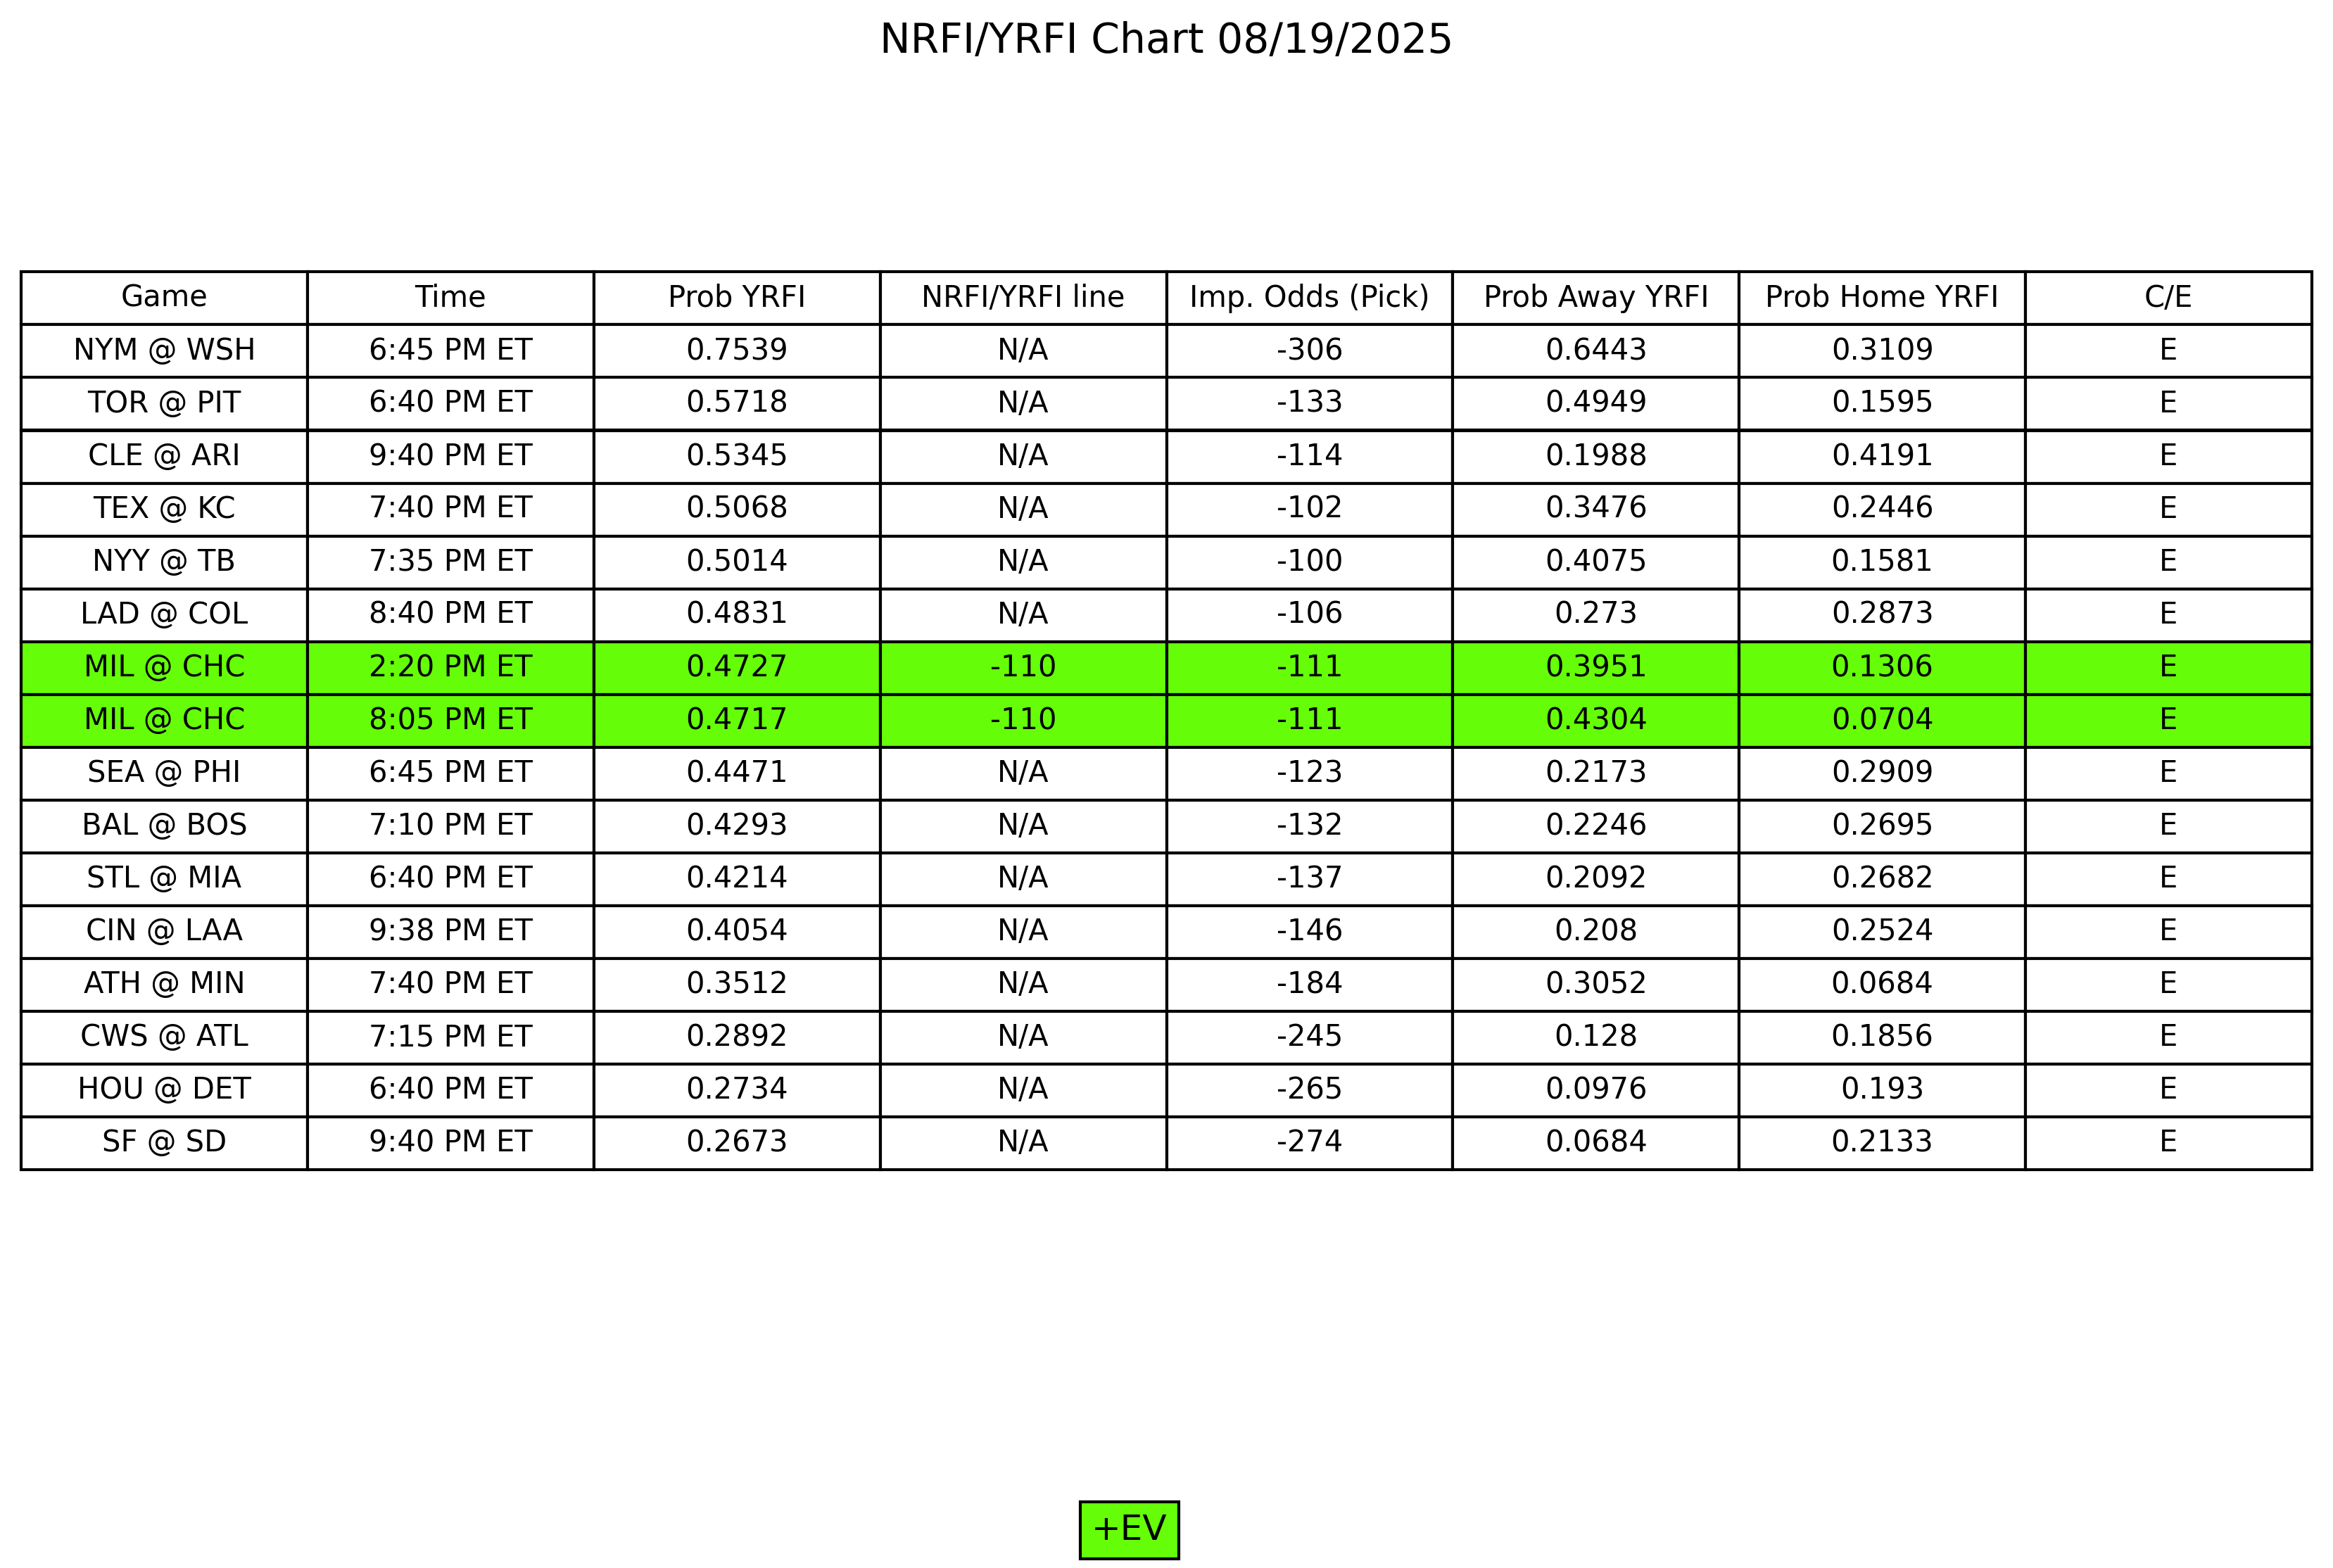 NRFI/YRFI Chart 08/19/2025
Game Time Prob YRFI NRFI/YRFI line Imp. Odds (Pick) Prob Away YRFI Prob Home YRFI C/E
NYM @ WSH 6:45 PM ET 0.7539 N/A -306 0.6443 0.3109 E
TOR @ PIT 6:40 PM ET 0.5718 N/A -133 0.4949 0.1595 E
CLE @ ARI 9:40 PM ET 0.5345 N/A -114 0.1988 0.4191 E
TEX @ KC 7:40 PM ET 0.5068 N/A -102 0.3476 0.2446 E
NYY @ TB 7:35 PM ET 0.5014 N/A -100 0.4075 0.1581 E
LAD @ COL 8:40 PM ET 0.4831 N/A -106 0.273 0.2873 E
MIL @ CHC 2:20 PM ET 0.4727 -110 -111 0.3951 0.1306 E
MIL @ CHC 8:05 PM ET 0.4717 -110 -111 0.4304 0.0704 E
SEA @ PHI 6:45 PM ET 0.4471 N/A -123 0.2173 0.2909 E
BAL @ BOS 7:10 PM ET 0.4293 N/A -132 0.2246 0.2695 E
STL @ MIA 6:40 PM ET 0.4214 N/A -137 0.2092 0.2682 E
CIN @ LAA 9:38 PM ET 0.4054 N/A -146 0.208 0.2524 E
ATH @ MIN 7:40 PM ET 0.3512 N/A -184 0.3052 0.0684 E
CWS @ ATL 7:15 PM ET 0.2892 N/A -245 0.128 0.1856 E
HOU @ DET 6:40 PM ET 0.2734 N/A -265 0.0976 0.193 E
SF @ SD 9:40 PM ET 0.2673 N/A -274 0.0684 0.2133 E
+EV